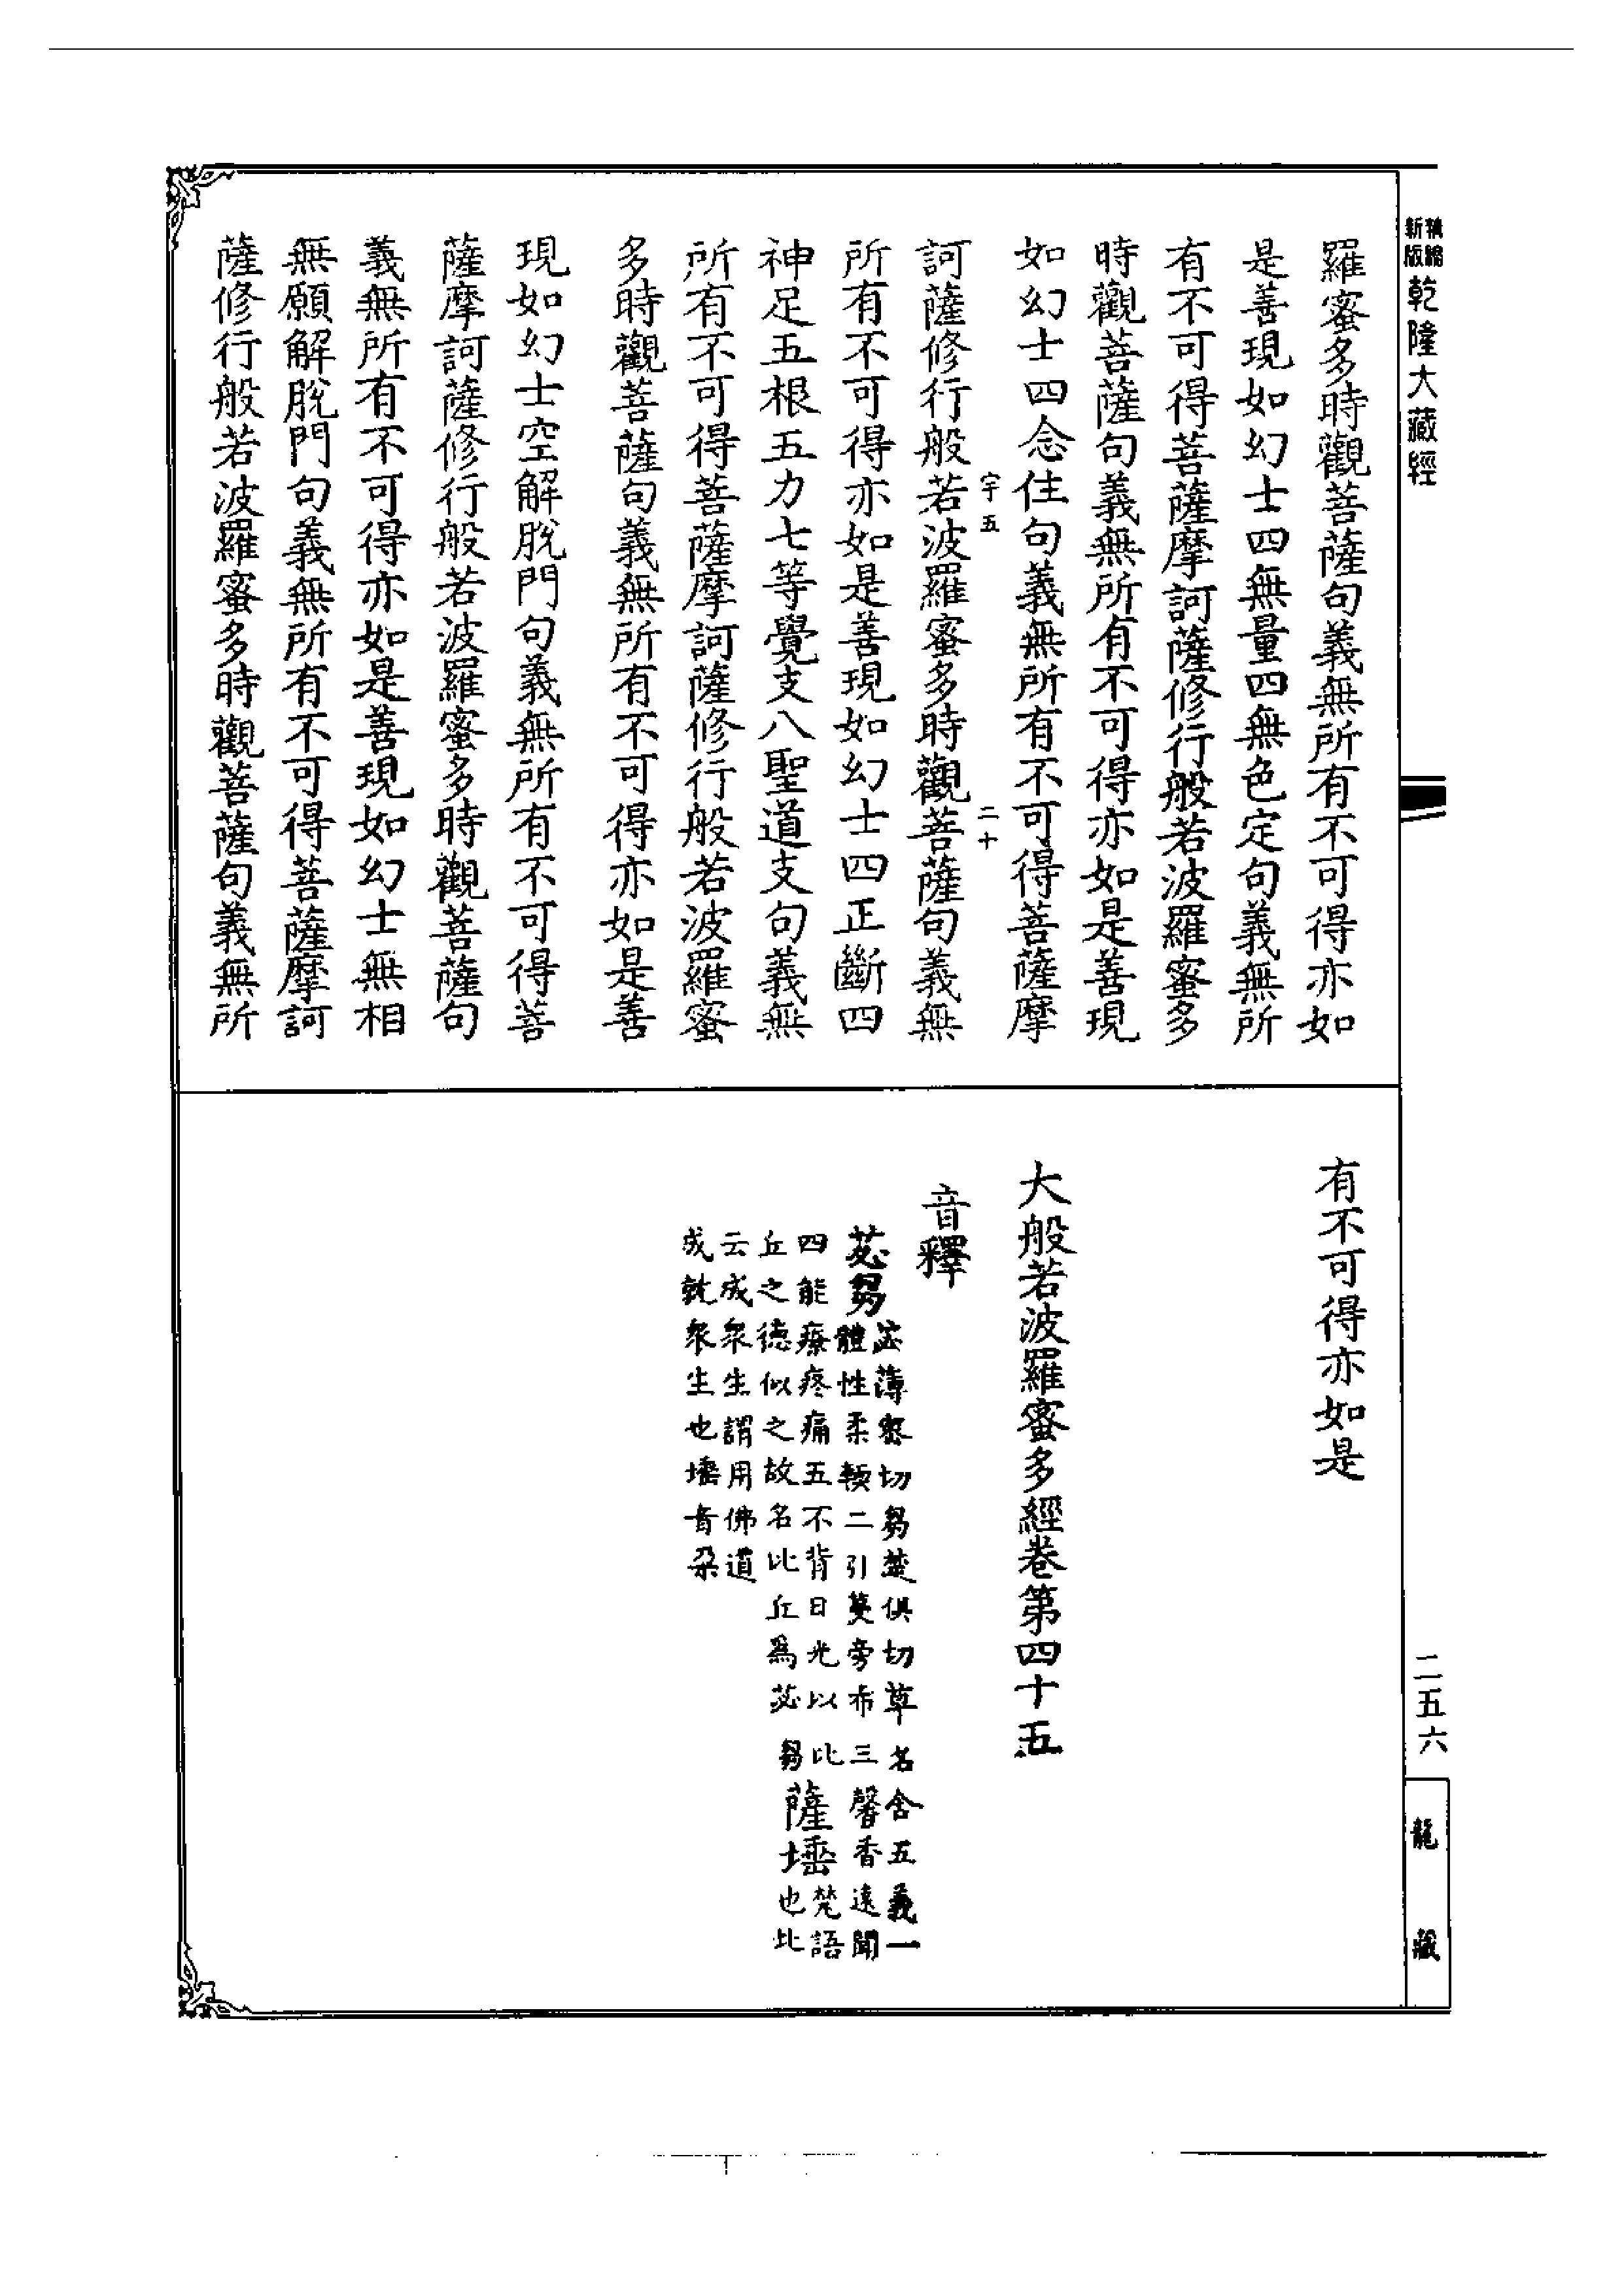 新版
乾隆大藏經
羅蜜多時觀菩薩句義無所有不可得亦如
是善現如幻士四無量四無色定句義無所
有不可得菩薩摩訶薩修行般若波羅蜜多
時觀菩薩句義無所有不可得亦如是善現
如幻士四念住句義無所有不可得菩薩摩
宇五　二十
訶薩修行般若波羅蜜多時觀菩薩句義無
所有不可得亦如是善現如幻士四正斷四
神足五根五力七等覺支八聖道支句義無
所有不可得菩薩摩訶薩修行般若波羅蜜
多時觀菩薩句義無所有不可得亦如是善
現如幻士空解脫門句義無所有不可得菩
薩摩訶薩修行般若波羅蜜多時觀菩薩句
義無所有不可得亦如是善現如幻士無相
無願解脫門句義無所有不可得菩薩摩訶
薩修行般若波羅蜜多時觀菩薩句義無所
有不可得亦如是
大般若波羅蜜多經卷第四十五
音釋
苾芻
苾薄密切芻楚俱切草名含五義一
體性柔輭二引蔓旁布三馨香遠聞
四能療疼痛五不背日光以比
丘之德似之故名比丘爲苾芻
薩埵
梵語
也此
云成眾生謂用佛道
成就眾生也埵音朵
二五六
龍藏